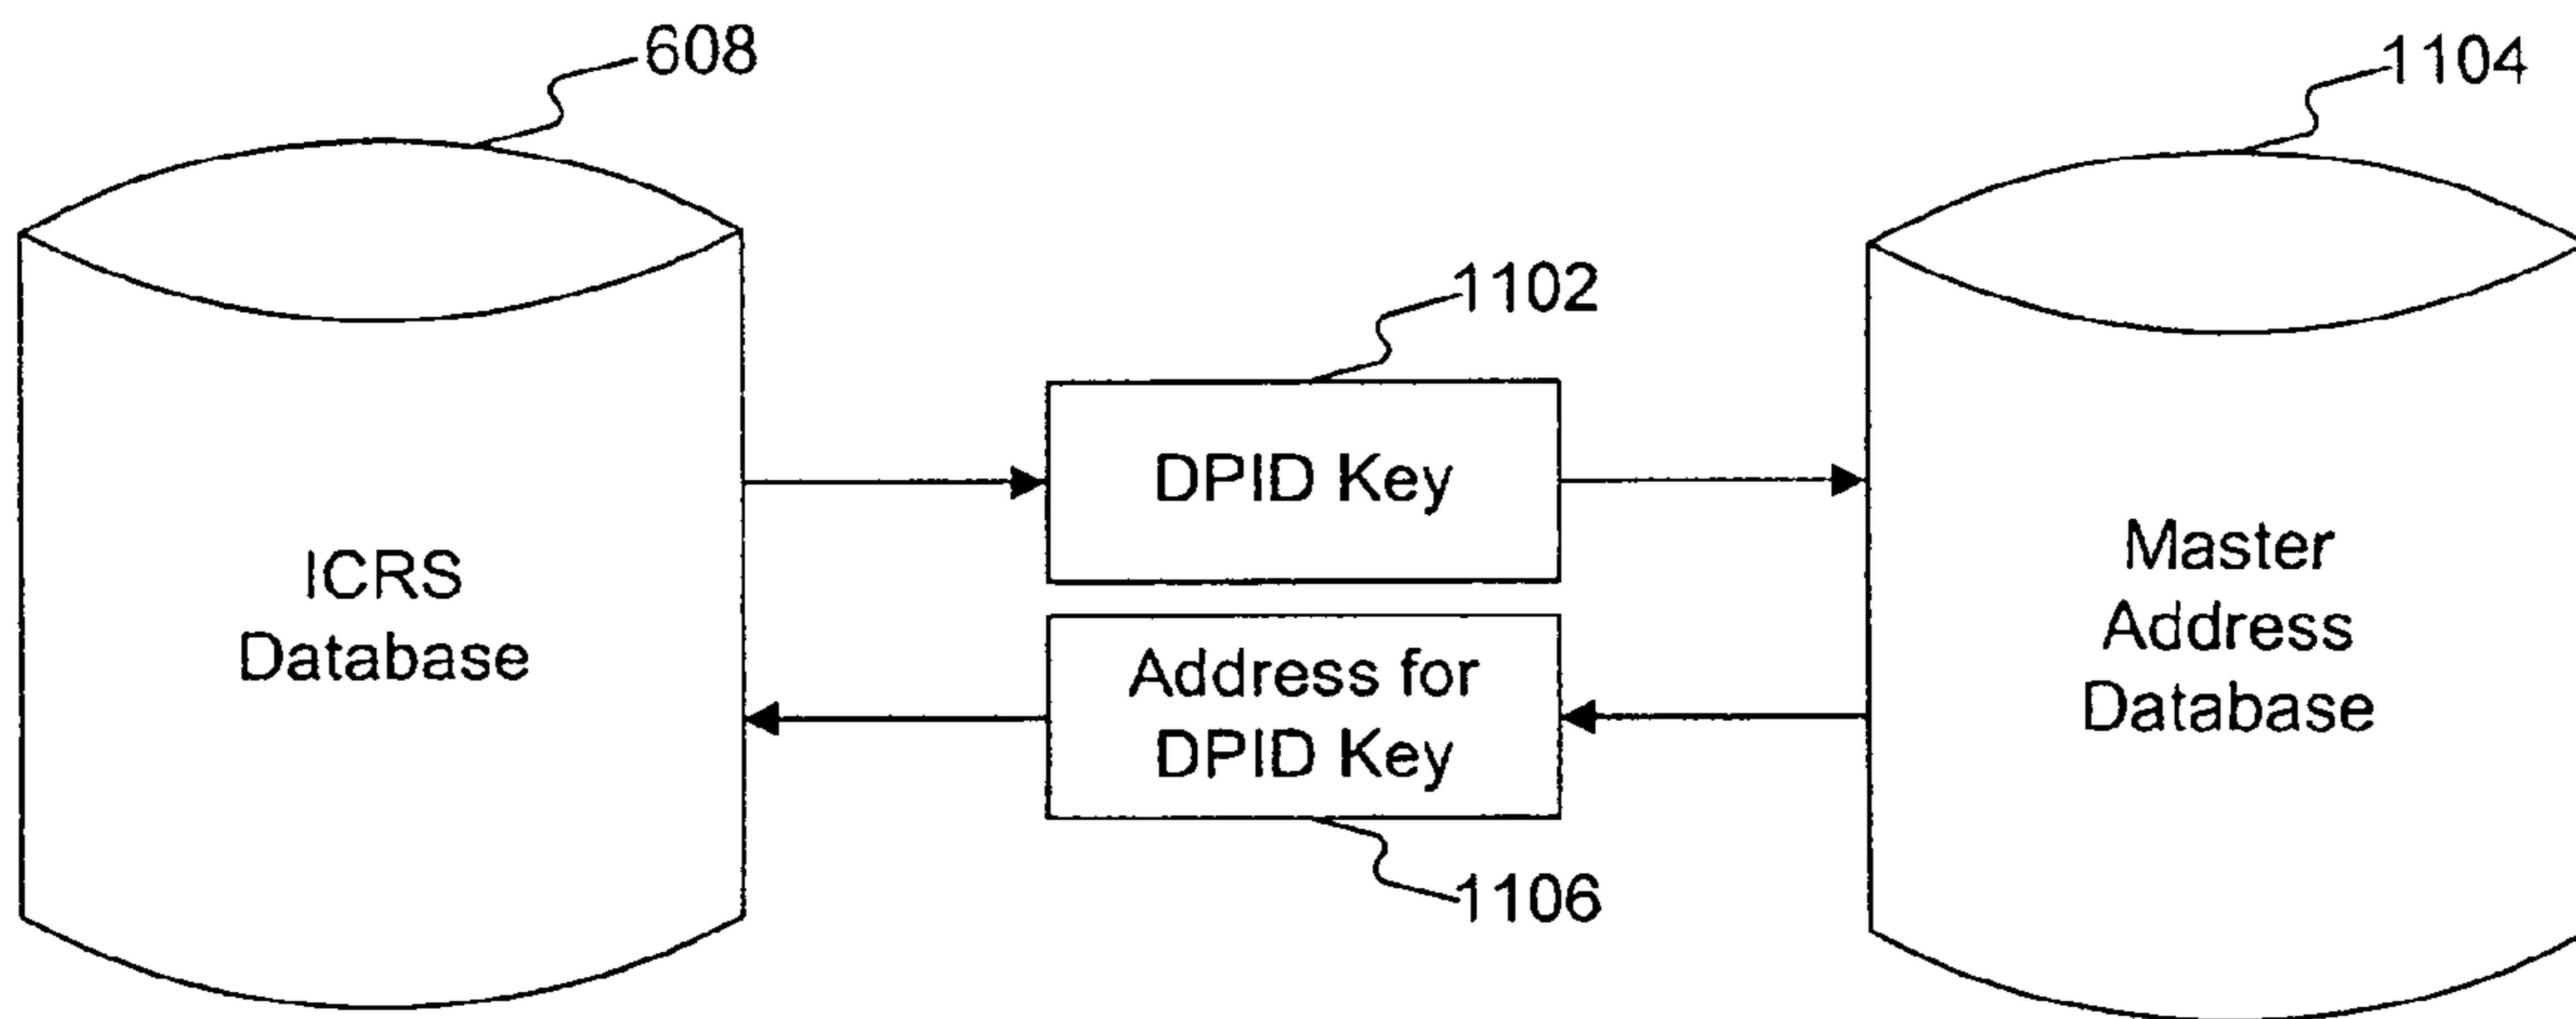 608
1104
1102
DPID Key
ICRS
Database
Master
Address
Database
Address for
DPID Key
1106